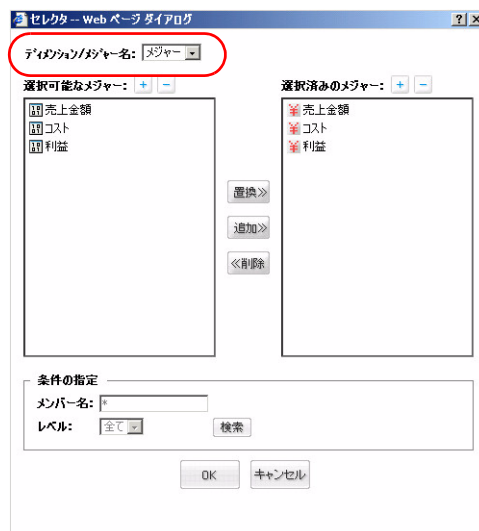 セレクタ -- Web ページ ダイアログ
ディメンション/メジャー名: メジャー
選択可能なメジャー: + −
選択済みのメジャー: + −
売上金額
コスト
利益
売上金額
コスト
利益
置換≫
追加≫
≪削除
条件の指定
メンバー名: *
レベル: 全て 検索
OK キャンセル